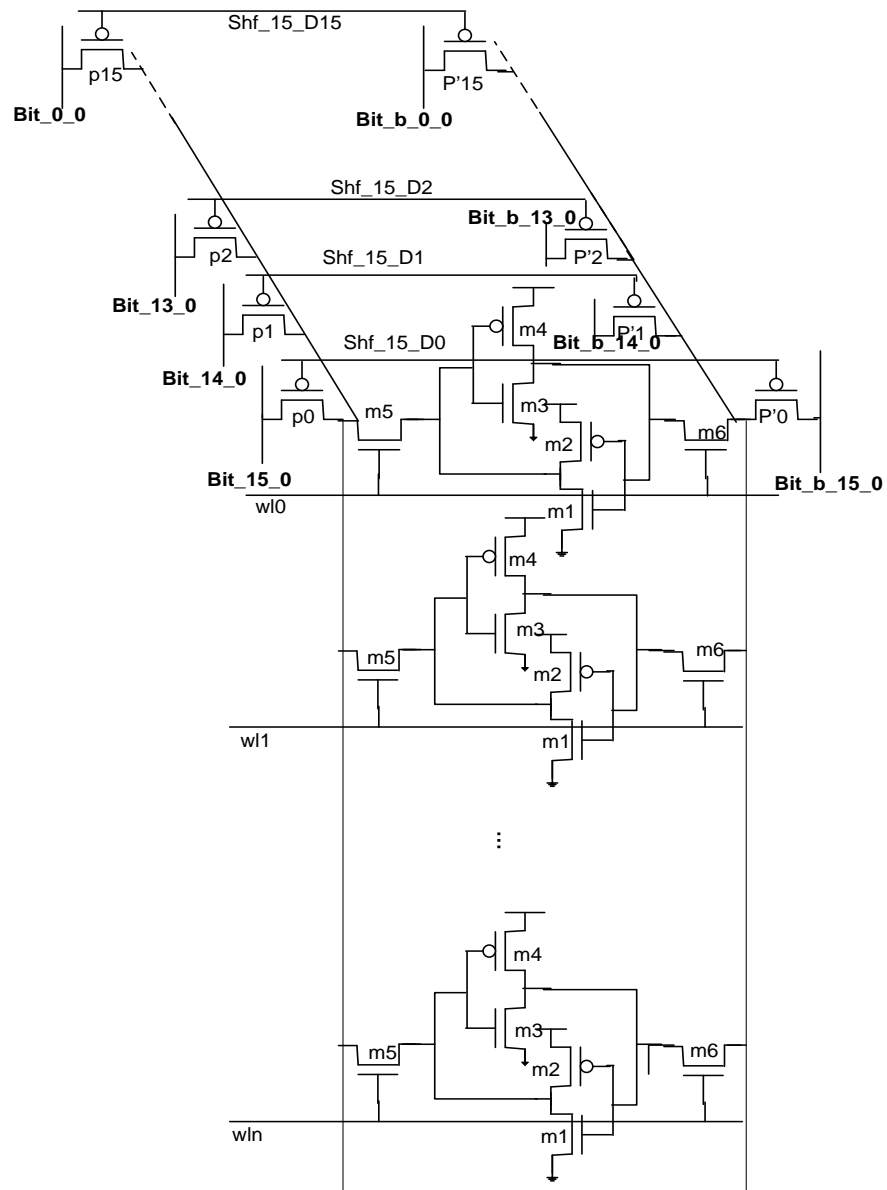 Shf_15_D15
p15
P'15
Bit_0_0
Bit_b_0_0
Shf_15_D2
Bit_b_13_0
p2
P'2
Shf_15_D1
Bit_13_0
p1
m4
P'1
Bit_b_14_0
Shf_15_D0
Bit_14_0
m3
p0
m5
m2
m6
P'0
Bit_15_0
Bit_b_15_0
wl0
m1
m4
m3
m5
m2
m6
wl1
m1
...
m4
m3
m5
m2
m6
wln
m1